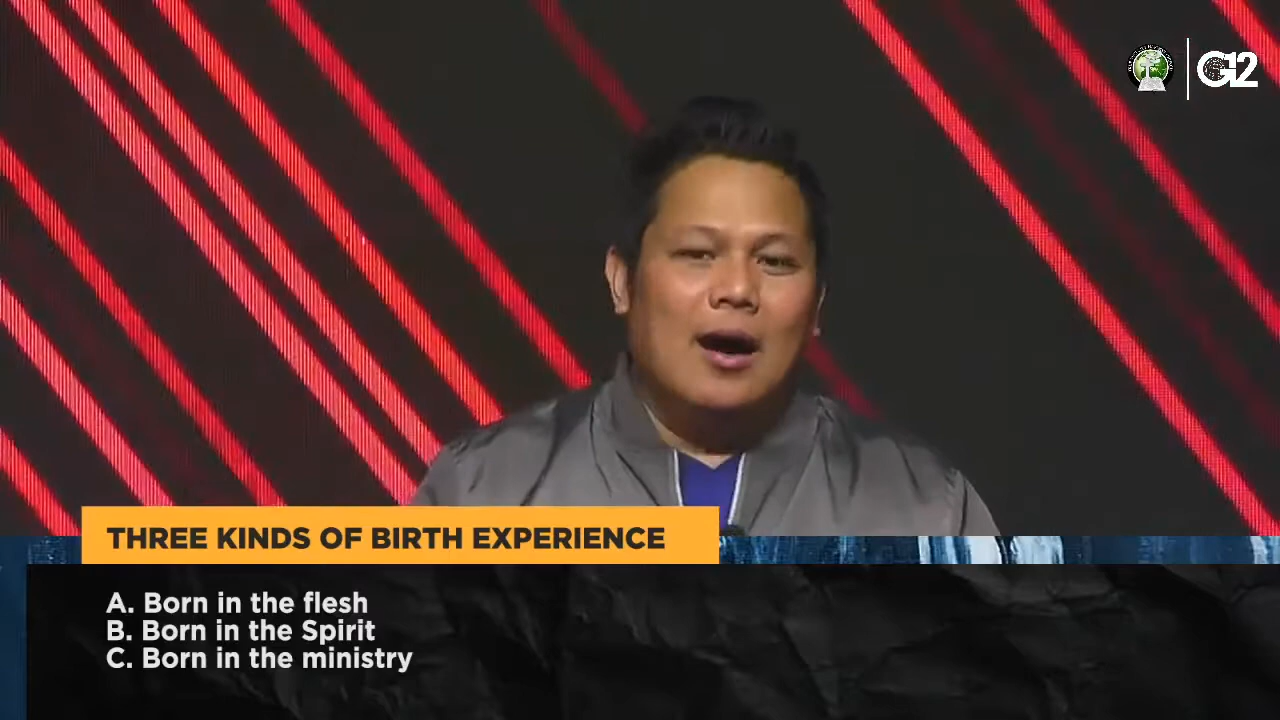 G12
THREE KINDS OF BIRTH EXPERIENCE
A. Born in the flesh
B. Born in the Spirit
C. Born in the ministry